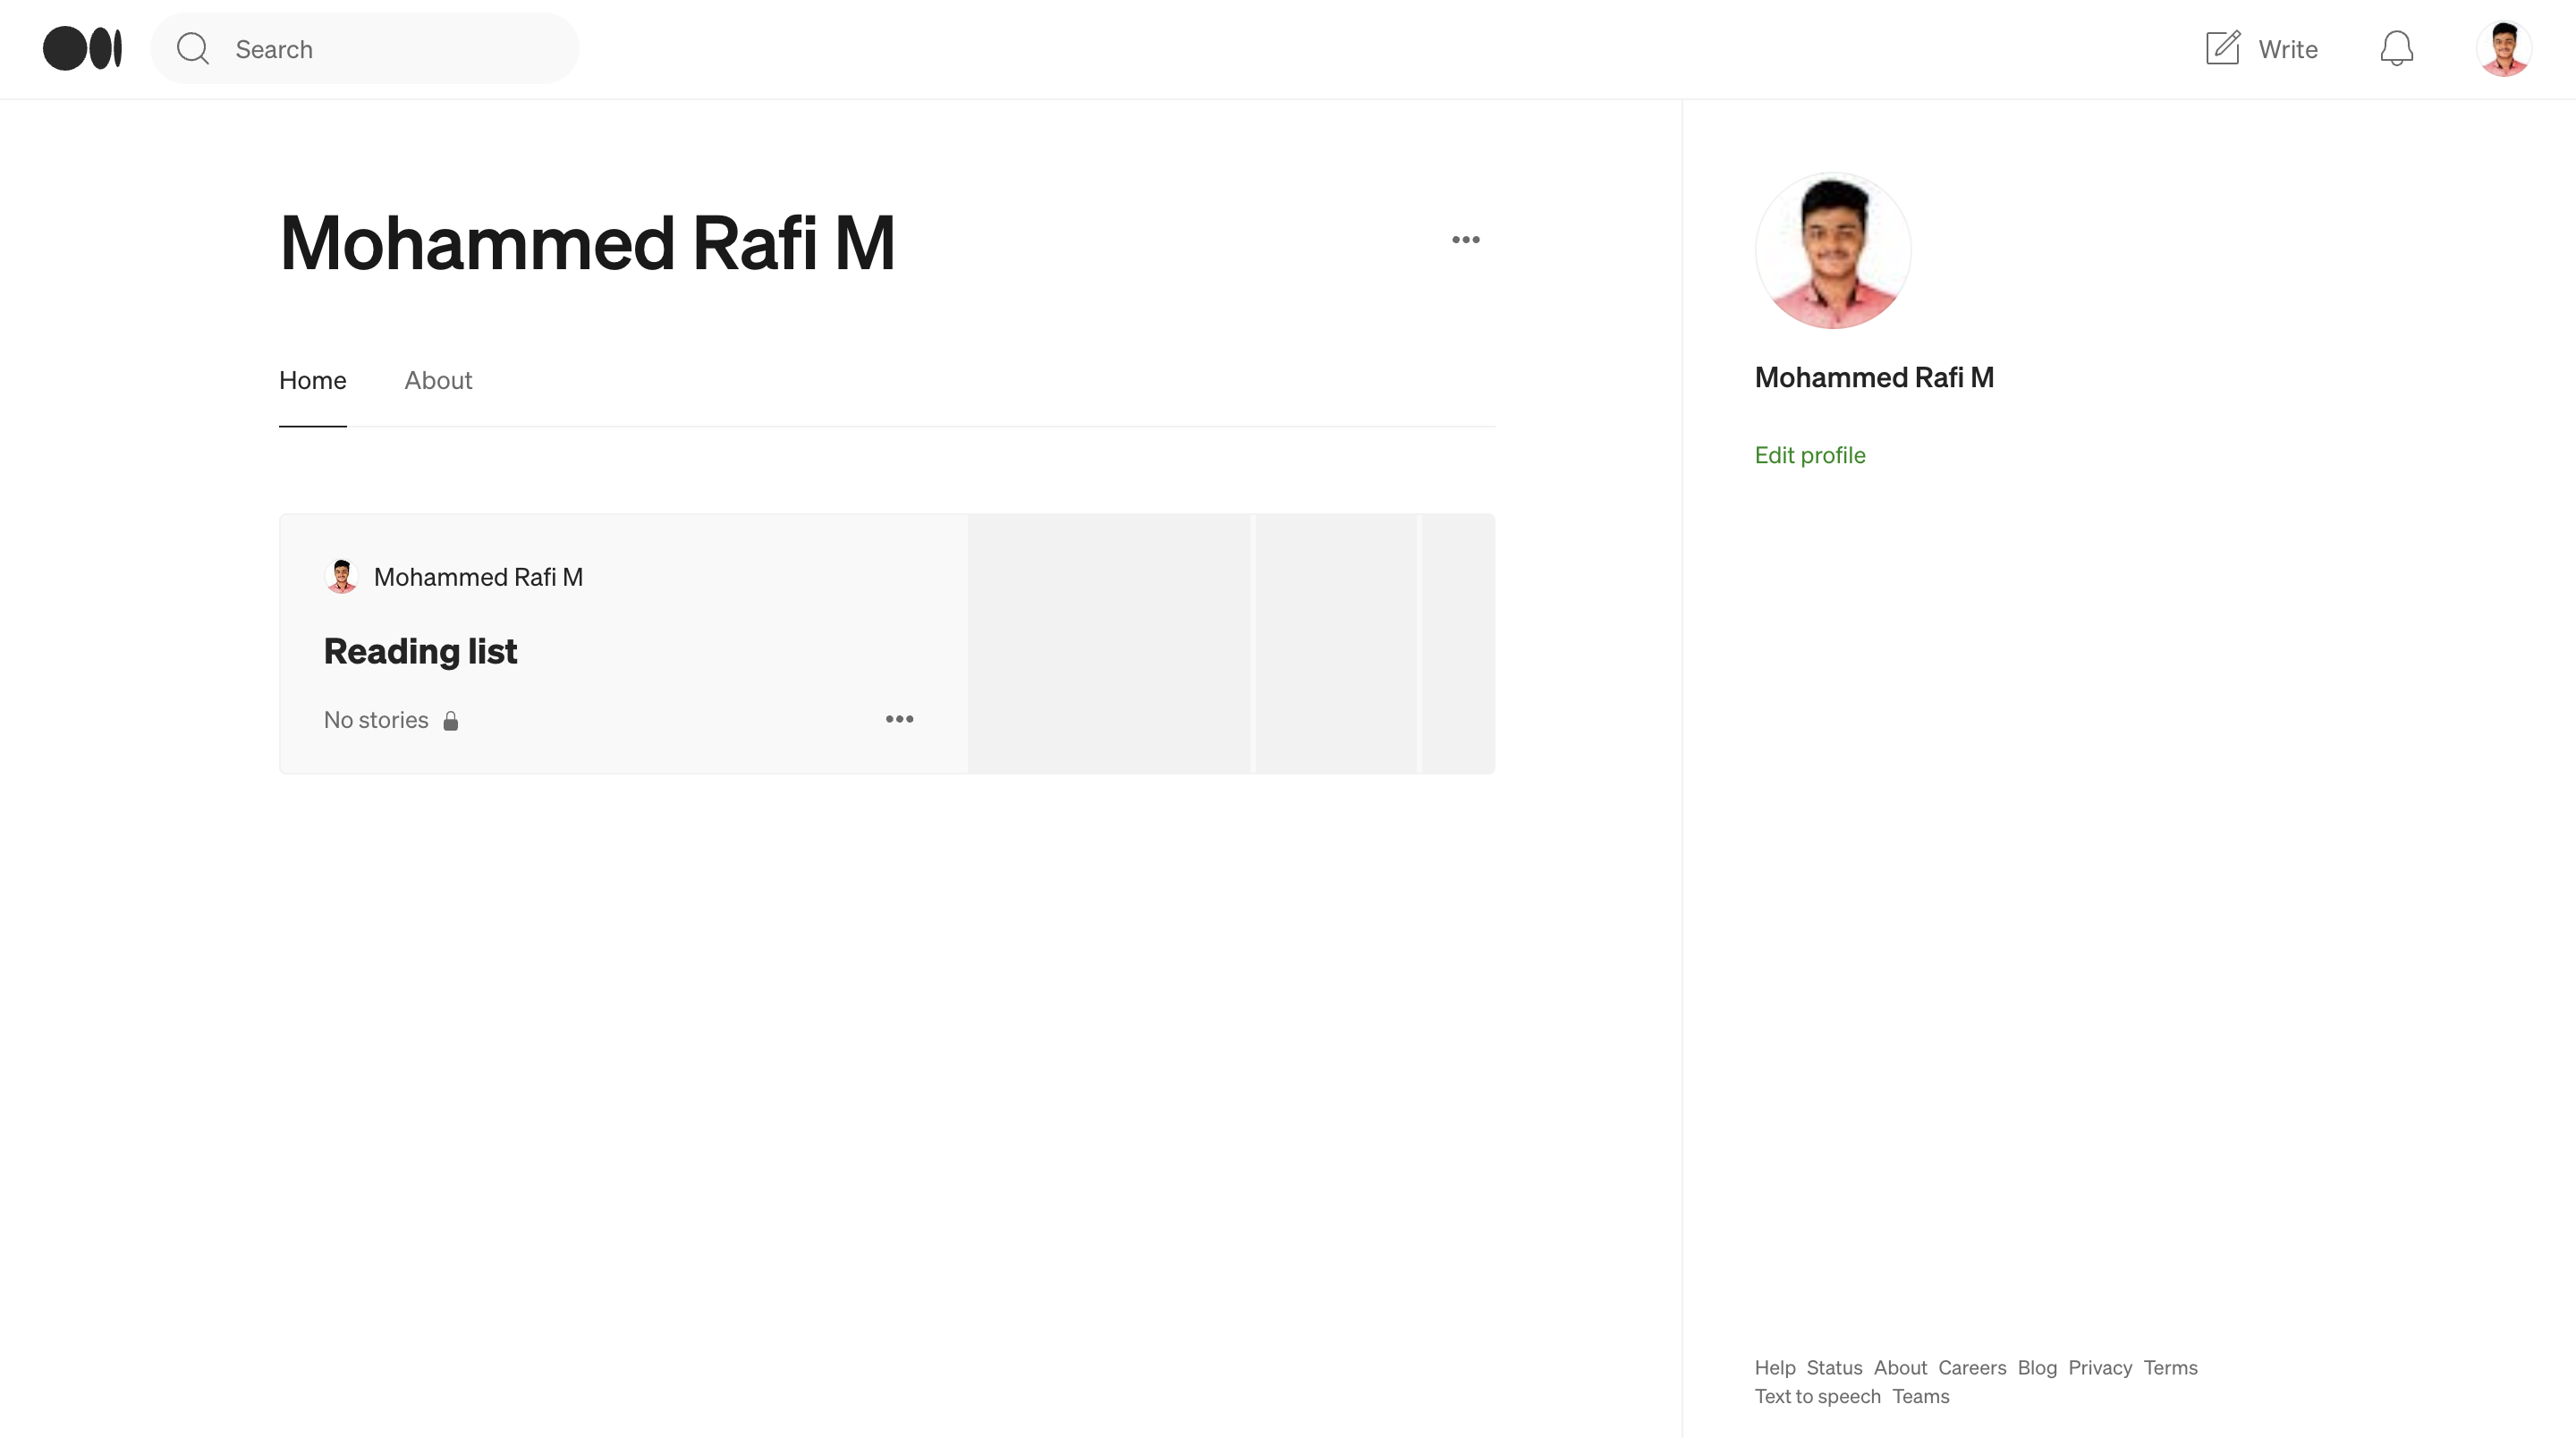 Search
Write
Mohammed Rafi M
Home About
Mohammed Rafi M
Reading list
No stories
Mohammed Rafi M
Edit profile
Help Status About Careers Blog Privacy Terms
Text to speech Teams